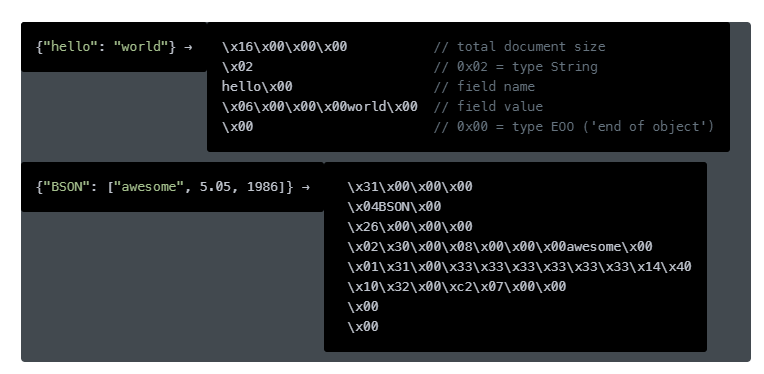 {"hello": "world"} →
\x16\x00\x00\x00 // total document size
\x02 // 0x02 = type String
hello\x00 // field name
\x06\x00\x00\x00world\x00 // field value
\x00 // 0x00 = type EOO ('end of object')
{"BSON": ["awesome", 5.05, 1986]} →
\x31\x00\x00\x00
\x04BSON\x00
\x26\x00\x00\x00
\x02\x30\x00\x08\x00\x00\x00awesome\x00
\x01\x31\x00\x33\x33\x33\x33\x33\x33\x14\x40
\x10\x32\x00\xc2\x07\x00\x00
\x00
\x00